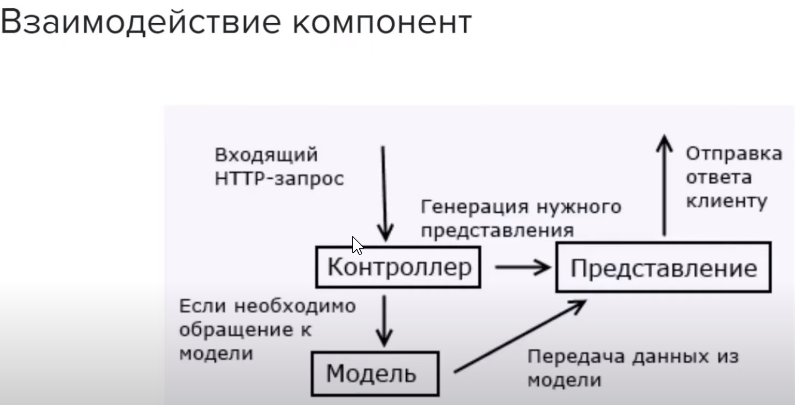 Взаимодействие компонент
Входящий
HTTP-запрос
Отправка
ответа
клиенту
Генерация нужного
представления
Контроллер
Представление
Если необходимо
обращение к
модели
Передача данных из
модели
Модель